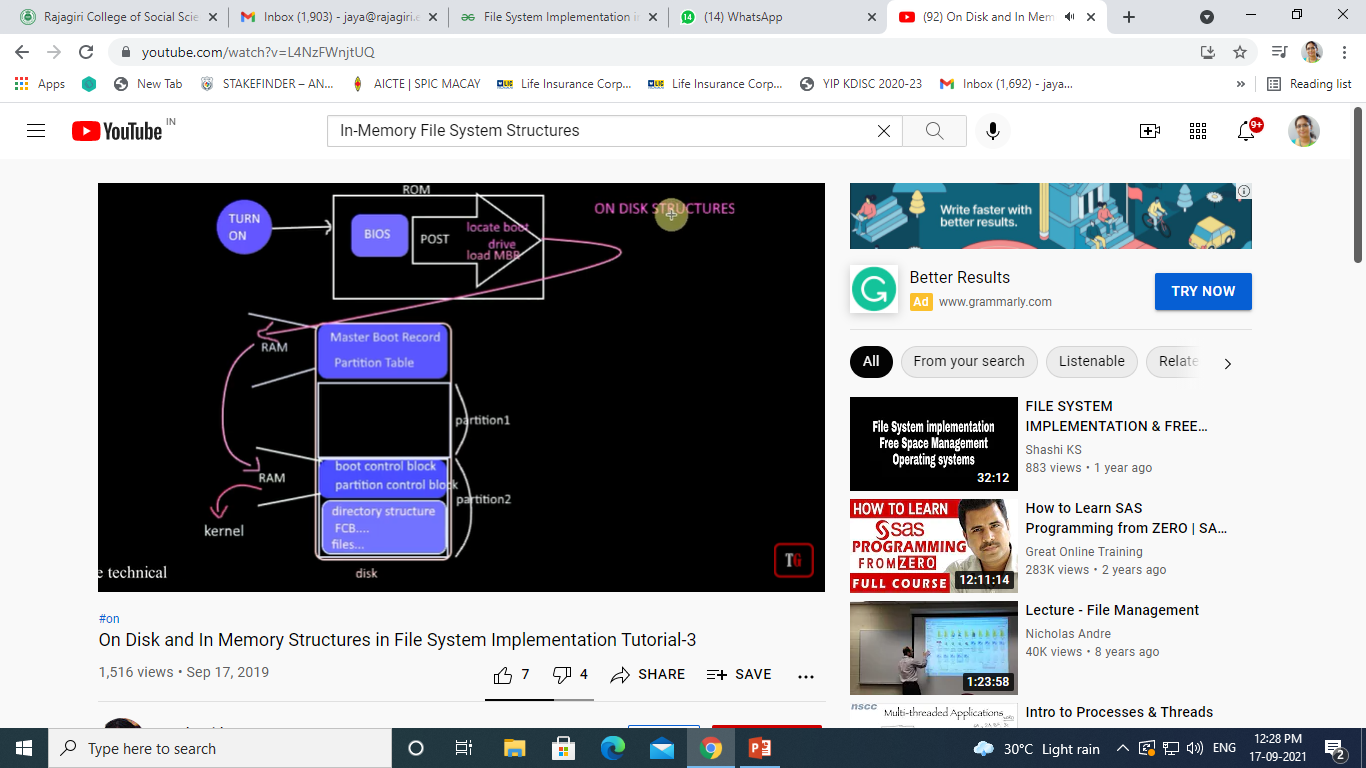 Rajagiri College of Social Scie
Inbox (1,903) - jaya@rajagiri.e
File System Implementation i
(14) WhatsApp
(92) On Disk and In Mem
youtube.com/watch?v=L4NzFWnjtUQ
Apps
New Tab
STAKEFINDER – AN...
AICTE | SPIC MACAY
LIC
Life Insurance Corp...
LIC
Life Insurance Corp...
YIP KDISC 2020-23
Inbox (1,692) - jaya...
»
Reading list
YouTube IN
In-Memory File System Structures
9+
ROM
TURN
ON
BIOS
POST
locate boot
drive
load MBR
ON DISK STRUCTURES
RAM
Master Boot Record
Partition Table
partition1
boot control block
RAM
partition control block
partition2
directory structure
FCB....
files...
kernel
e technical
disk
TG
#on
On Disk and In Memory Structures in File System Implementation Tutorial-3
1,516 views • Sep 17, 2019
7
4
SHARE
SAVE
Write faster with
better results.
Better Results
Ad www.grammarly.com
TRY NOW
All
From your search
Listenable
Relate
File System implementation
Free Space Management
Operating systems
32:12
FILE SYSTEM
IMPLEMENTATION & FREE...
Shashi KS
883 views • 1 year ago
HOW TO LEARN
sas
PROGRAMMING
FROM ZERO
FULL COURSE
12:11:14
How to Learn SAS
Programming from ZERO | SA...
Great Online Training
283K views • 2 years ago
1:23:58
Lecture - File Management
Nicholas Andre
40K views • 8 years ago
nscc
Multi-threaded Applications
Intro to Processes & Threads
Type here to search
30°C Light rain
ENG
12:28 PM
17-09-2021
2